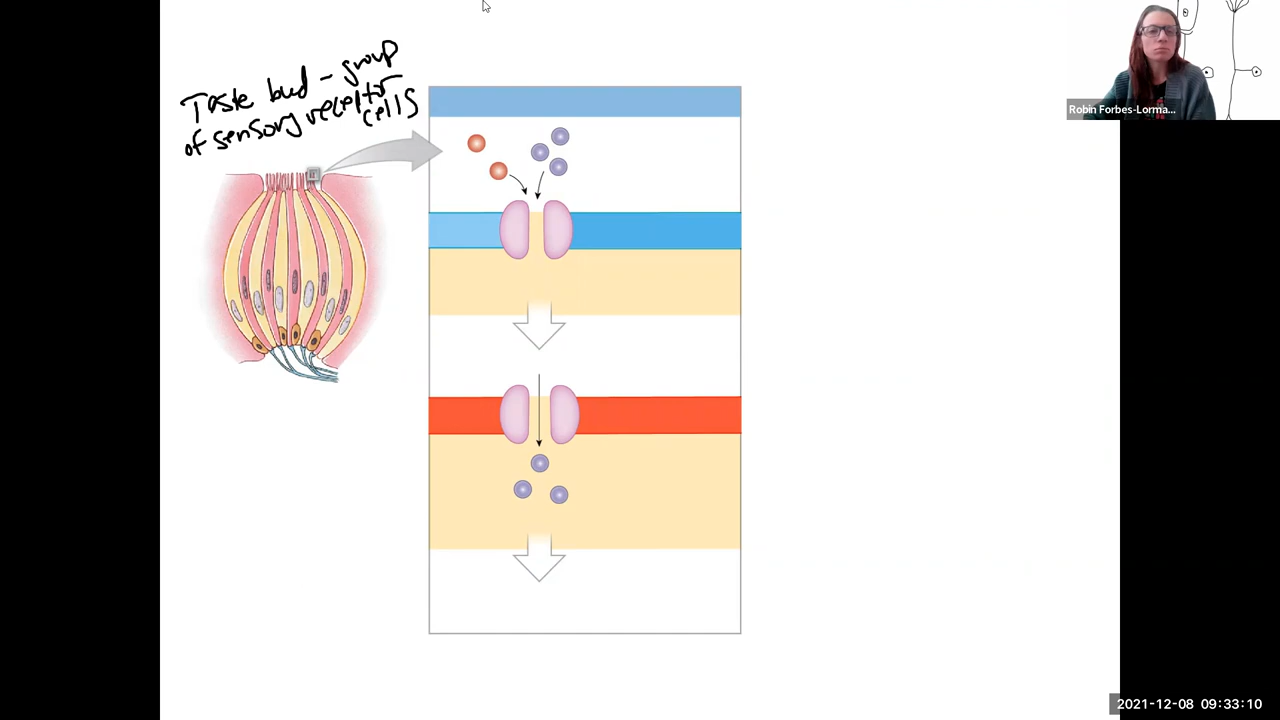 Taste bud - group
of sensory receptor
cells
Robin Forbes-Lorma...
2021-12-08 09:33:10